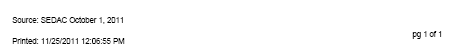 Source: SEDAC October 1, 2011
Printed: 11/25/2011 12:06:55 PM
pg 1 of 1